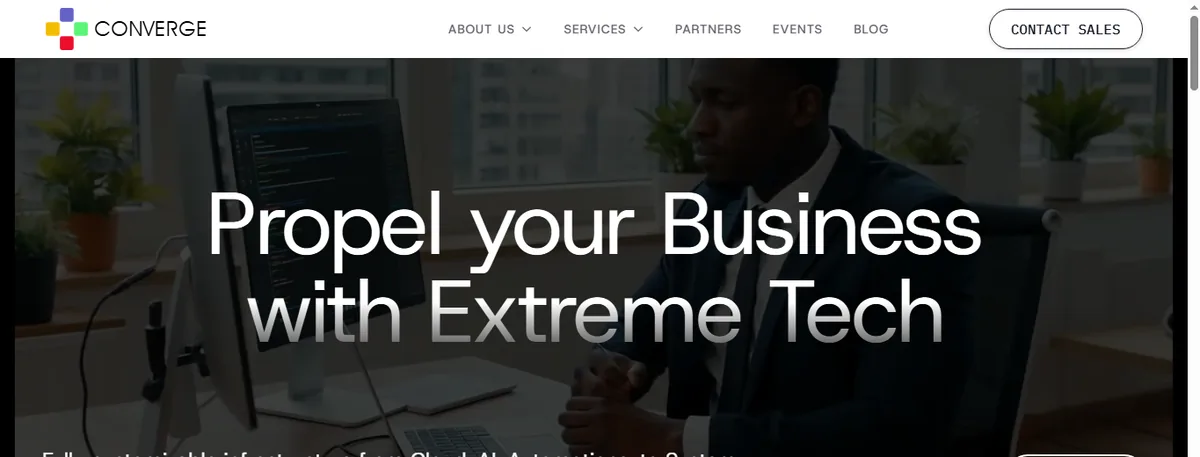 CONVERGE
ABOUT US
SERVICES
PARTNERS
EVENTS
BLOG
CONTACT SALES
Propel your Business
with Extreme Tech